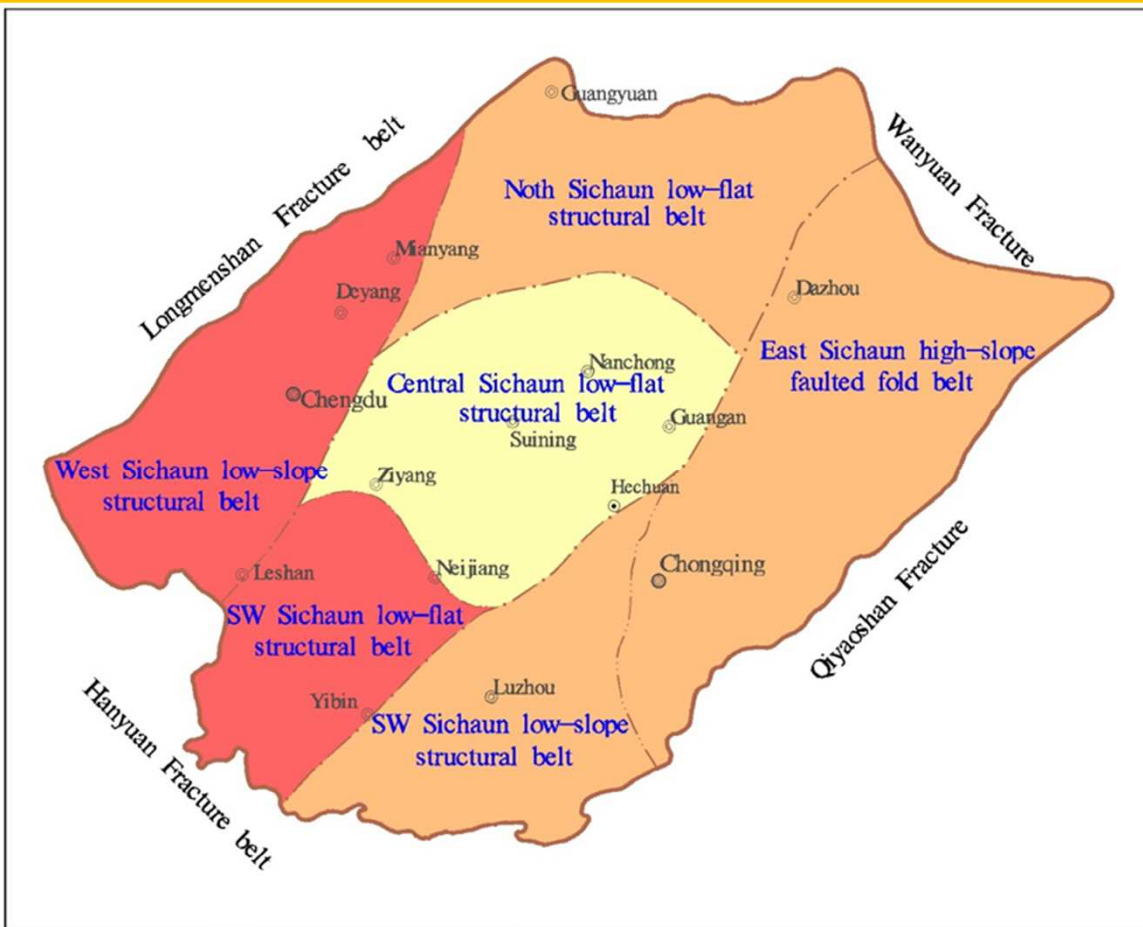 Guangyuan
Longmenshan Fracture belt
Wanyuan Fracture
Noth Sichaun low-flat
structural belt
Mianyang
Deyang
Dazhou
East Sichaun high-slope
faulted fold belt
Nanchong
Central Sichaun low-flat
structural belt
Chengdu
Guangan
Suining
West Sichaun low-slope
structural belt
Ziyang
Hechuan
Leshan
Neijiang
Chongqing
SW Sichaun low-flat
structural belt
Qiyaoshan Fracture
Yibin
Luzhou
SW Sichaun low-slope
structural belt
Hanyuan Fracture belt